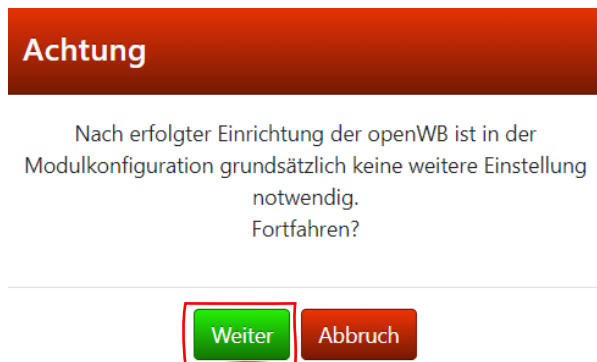 Achtung
Nach erfolgter Einrichtung der openWB ist in der
Modulkonfiguration grundsätzlich keine weitere Einstellung
notwendig.
Fortfahren?
Weiter Abbruch